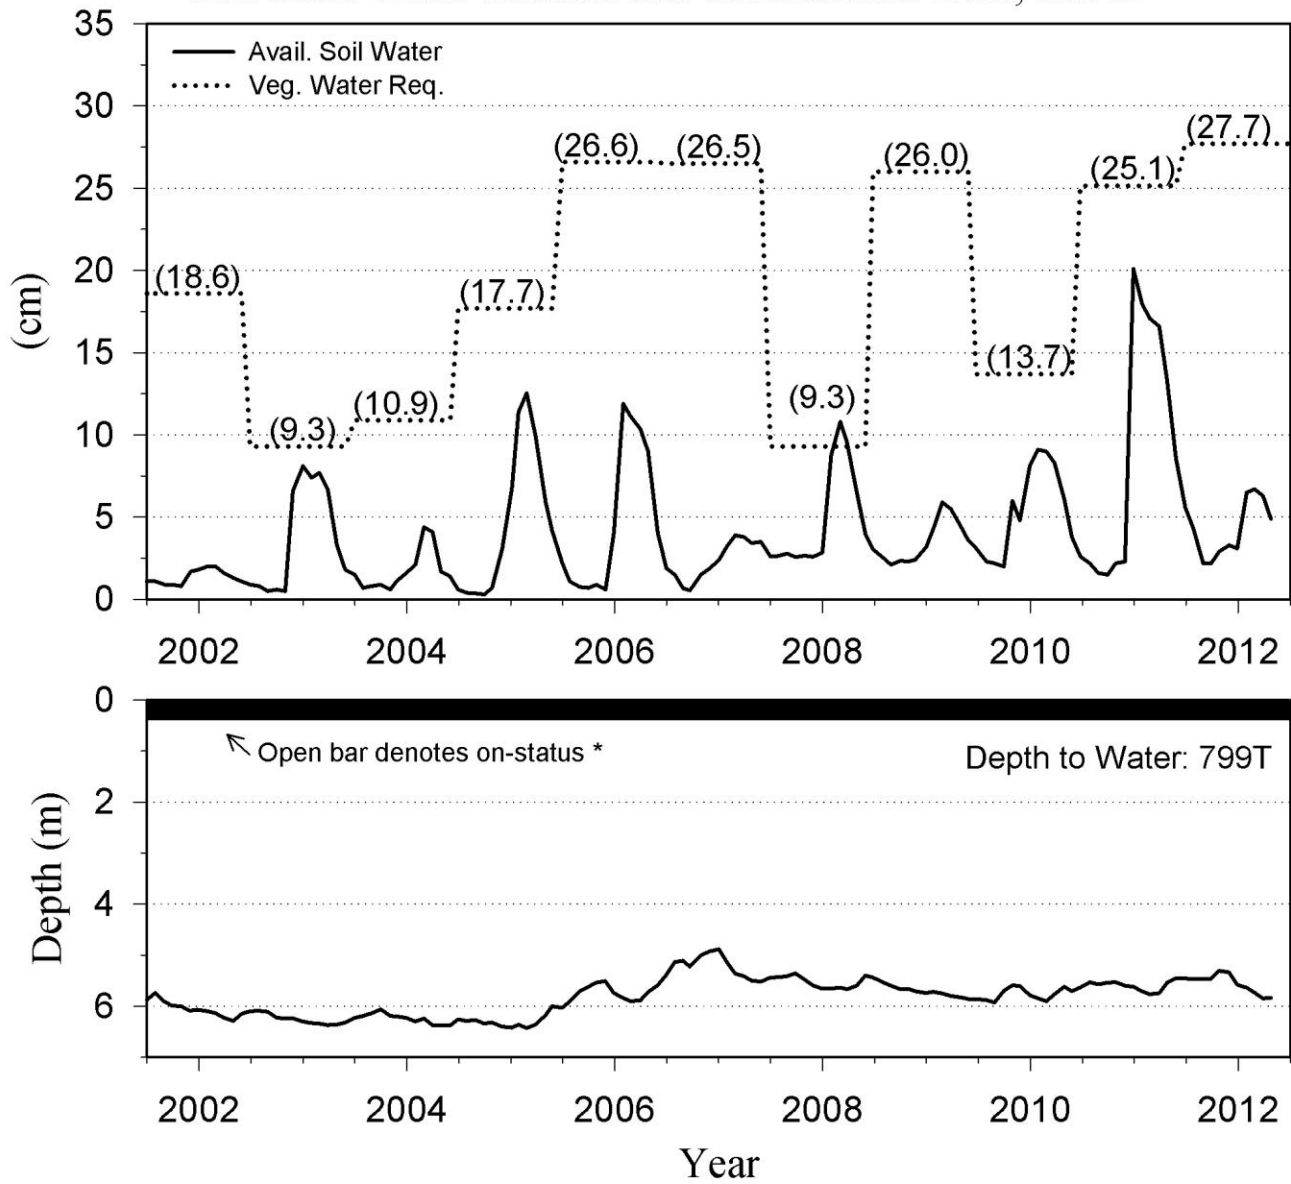 35
Avail. Soil Water
Veg. Water Req.
30
(27.7)
(26.6)
(26.5)
(26.0)
(25.1)
25
(18.6)
20
(17.7)
(cm)
15
(13.7)
(10.9)
(9.3)
(9.3)
10
5
0
2002 2004 2006 2008 2010 2012
0
Open bar denotes on-status *
Depth to Water: 799T
2
Depth (m)
4
6
2002 2004 2006 2008 2010 2012
Year